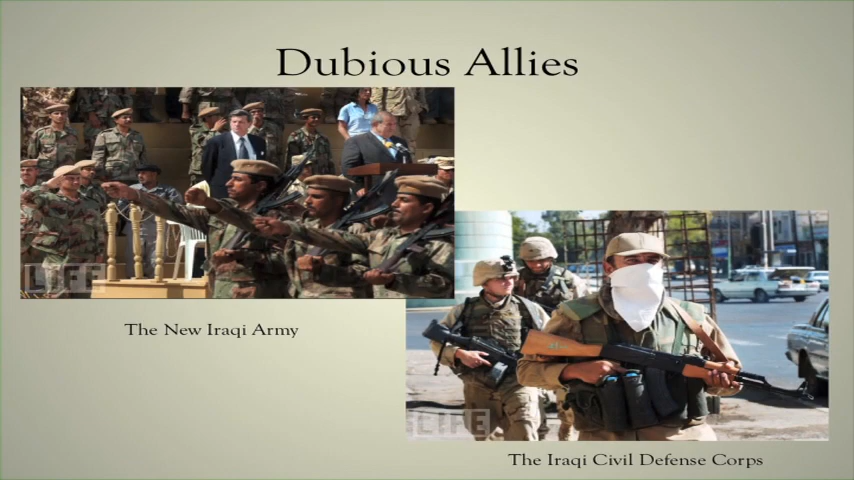 Dubious Allies
LIFE
The New Iraqi Army
LIFE
The Iraqi Civil Defense Corps